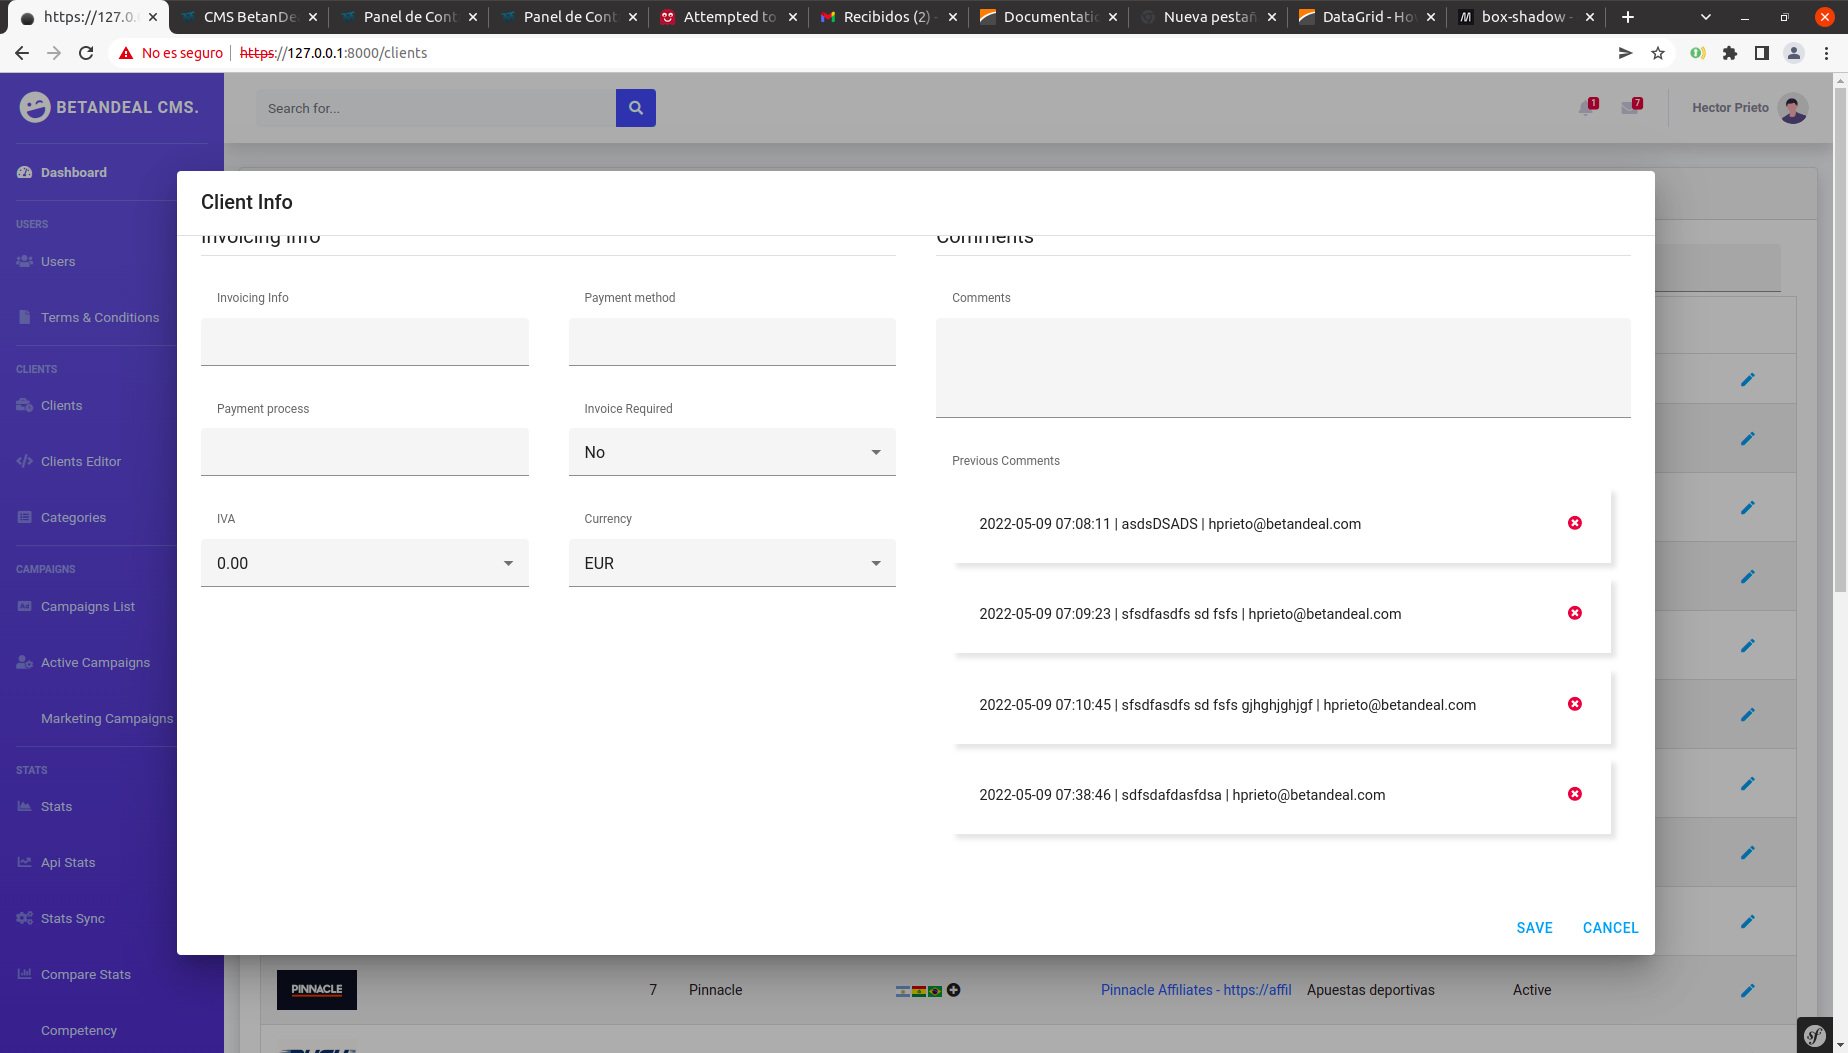 https://127.0.
CMS BetanDe
Panel de Cont
Panel de Cont
Attempted to
Recibidos (2) -
Documentatio
Nueva pestañ
DataGrid - Ho
box-shadow -
No es seguro
https://127.0.0.1:8000/clients
BETANDEAL CMS.
Search for...
1
7
Hector Prieto
Dashboard
USERS
Users
Terms & Conditions
CLIENTS
Clients
Clients Editor
Categories
CAMPAIGNS
Campaigns List
Active Campaigns
Marketing Campaigns
STATS
Stats
Api Stats
Stats Sync
Compare Stats
Competency
Client Info
Invoicing Info
Comments
Invoicing Info
Payment method
Comments
Payment process
Invoice Required
No
Previous Comments
IVA
Currency
0.00
EUR
2022-05-09 07:08:11 | asdsDSADS | hprieto@betandeal.com
2022-05-09 07:09:23 | sfsdfasdfs sd fsfs | hprieto@betandeal.com
2022-05-09 07:10:45 | sfsdfasdfs sd fsfs gjhghjghjgf | hprieto@betandeal.com
2022-05-09 07:38:46 | sdfsdafdasfdsa | hprieto@betandeal.com
SAVE
CANCEL
PINNACLE
7
Pinnacle
Pinnacle Affiliates - https://affil
Apuestas deportivas
Active
sf